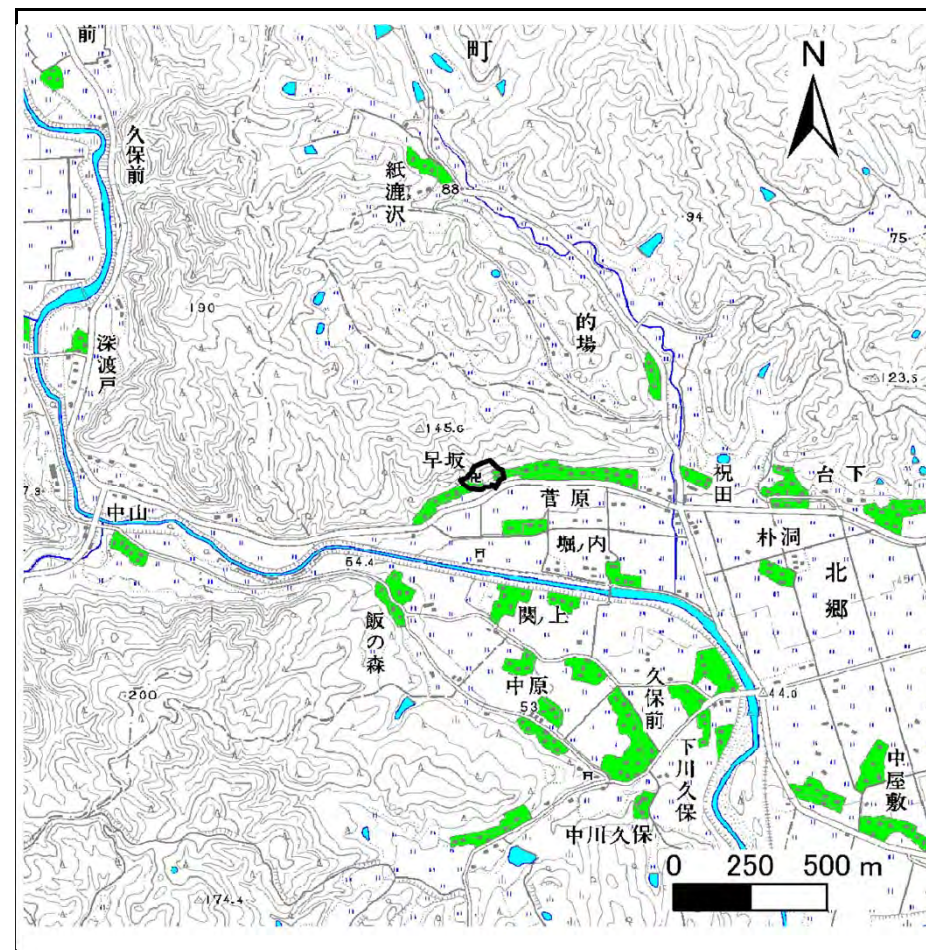 前
町
N
久保前
紙漉沢
88
94
75
190
的場
深渡戸
123.5
145.6
早坂
卍
祝田
台下
菅原
中山
堀ノ内
朴洞
北郷
64.4
関ノ上
飯の森
久保前
200
中原
53
44.0
下川久保
中屋敷
中川久保
0 250 500 m
174.4